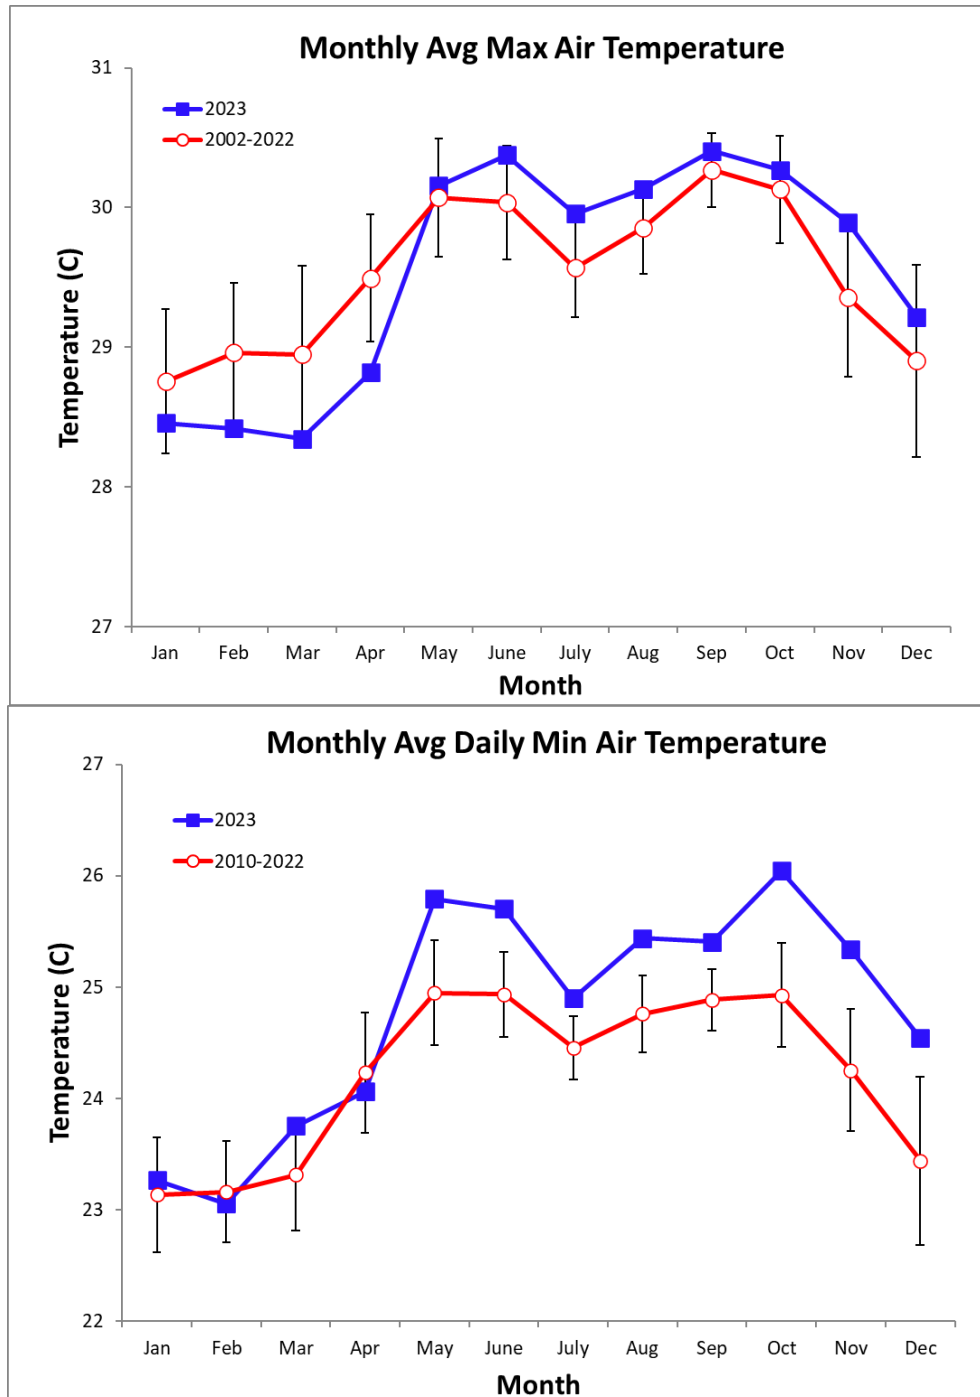 Monthly Avg Max Air Temperature
31
2023
2002-2022
30
29
28
27
Temperature (C)
Jan Feb Mar Apr May June July Aug Sep Oct Nov Dec
Month
Monthly Avg Daily Min Air Temperature
27
2023
2010-2022
26
25
24
23
22
Temperature (C)
Jan Feb Mar Apr May June July Aug Sep Oct Nov Dec
Month